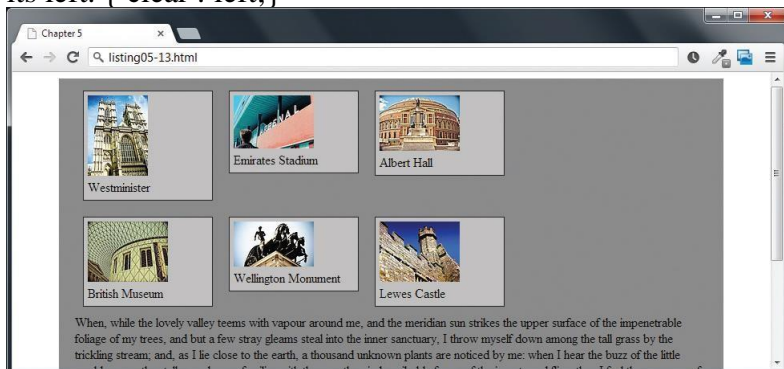 its left: { clear : left;}
Chapter 5
listing05-13.html
ARSENAL
Westminister
Emirates Stadium
Albert Hall
British Museum
Wellington Monument
Lewes Castle
When, while the lovely valley teems with vapour around me, and the meridian sun strikes the upper surface of the impenetrable
foliage of my trees, and but a few stray gleams steal into the inner sanctuary, I throw myself down among the tall grass by the
trickling stream; and, as I lie close to the earth, a thousand unknown plants are noticed by me: when I hear the buzz of the little